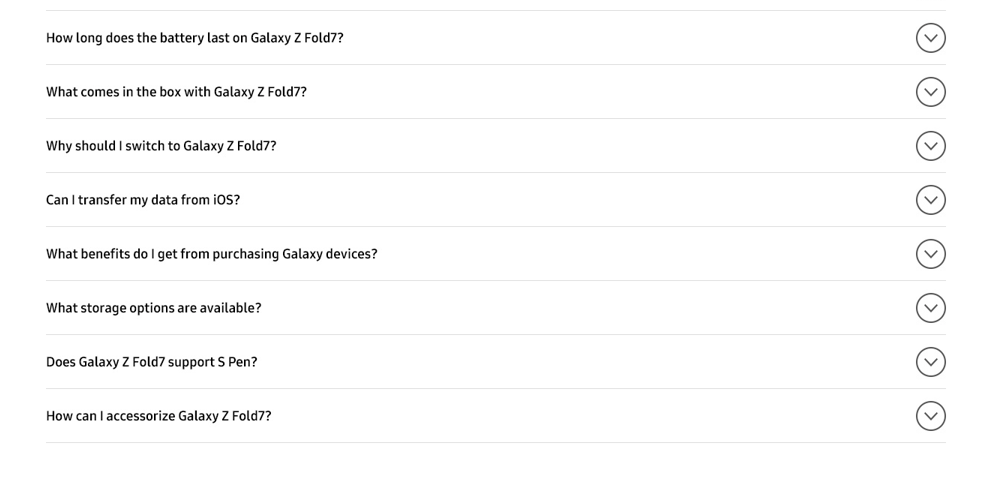 How long does the battery last on Galaxy Z Fold7?
What comes in the box with Galaxy Z Fold7?
Why should I switch to Galaxy Z Fold7?
Can I transfer my data from iOS?
What benefits do I get from purchasing Galaxy devices?
What storage options are available?
Does Galaxy Z Fold7 support S Pen?
How can I accessorize Galaxy Z Fold7?